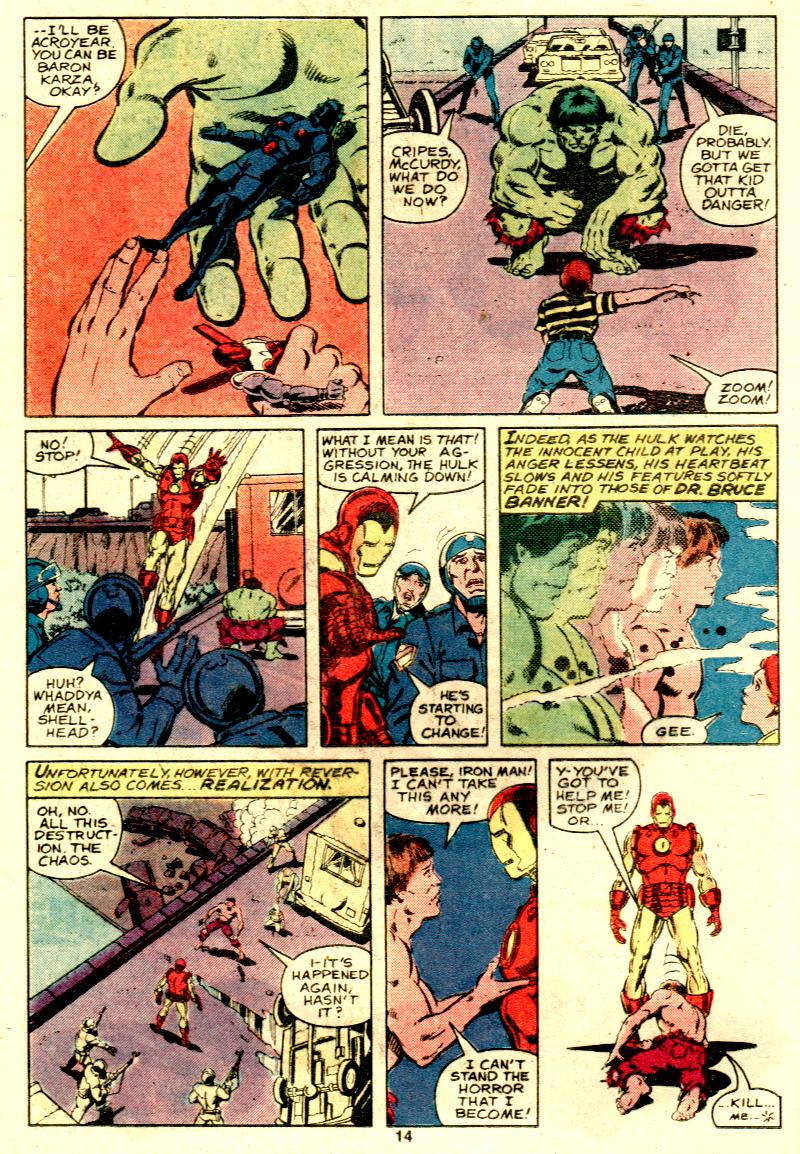 --I'LL BE
ACROYEAR.
YOU CAN BE
BARON
KARZA,
OKAY?
CRIPES,
McCURDY,
WHAT DO
WE DO
NOW?
DIE,
PROBABLY.
BUT WE
GOTTA GET
THAT KID
OUTTA
DANGER!
ZOOM!
ZOOM!
NO!
STOP!
HUH?
WHADDYA
MEAN,
SHELL-
HEAD?
WHAT I MEAN IS THAT!
WITHOUT YOUR AG-
GRESSION, THE HULK
IS CALMING DOWN!
HE'S
STARTING
TO
CHANGE!
INDEED, AS THE HULK WATCHES
THE INNOCENT CHILD AT PLAY, HIS
ANGER LESSENS, HIS HEARTBEAT
SLOWS AND HIS FEATURES SOFTLY
FADE INTO THOSE OF DR. BRUCE
BANNER!
GEE.
UNFORTUNATELY, HOWEVER, WITH REVER-
SION ALSO COMES... REALIZATION.
OH, NO.
ALL THIS
DESTRUCT-
ION. THE
CHAOS.
I-IT'S
HAPPENED
AGAIN,
HASN'T
IT?
PLEASE, IRON MAN!
I CAN'T TAKE
THIS ANY
MORE!
I CAN'T
STAND THE
HORROR
THAT I
BECOME!
Y-YOU'VE
GOT TO
HELP ME!
STOP ME!
OR...
...KILL...
ME...
14